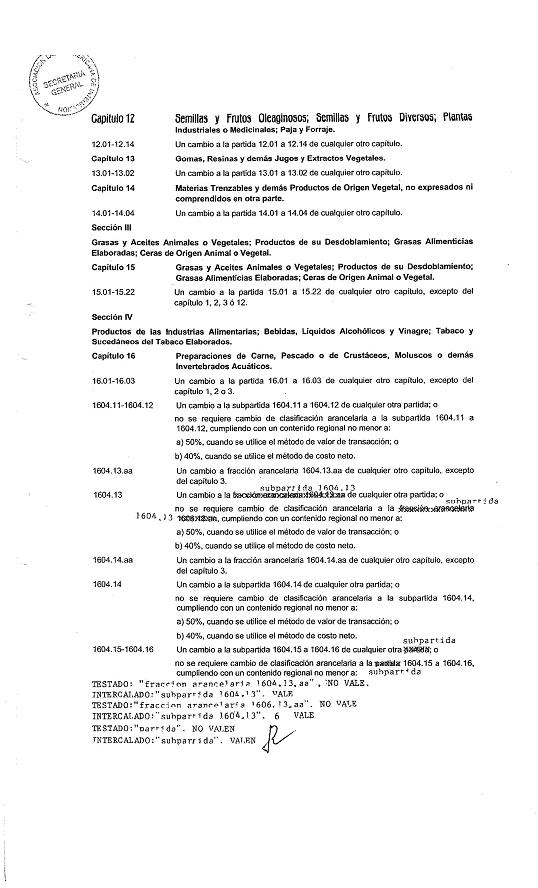 SECRETARIA
GENERAL
Capítulo 12 Semillas y Frutos Oleaginosos; Semillas y Frutos Diversos; Plantas
Industriales o Medicinales; Paja y Forraje.
12.01-12.14 Un cambio a la partida 12.01 a 12.14 de cualquier otro capítulo.
Capítulo 13 Gomas, Resinas y demás Jugos y Extractos Vegetales.
13.01-13.02 Un cambio a la partida 13.01 a 13.02 de cualquier otro capítulo.
Capítulo 14 Materias Trenzables y demás Productos de Origen Vegetal, no expresados ni
comprendidos en otra parte.
14.01-14.04 Un cambio a la partida 14.01 a 14.04 de cualquier otro capítulo.
Sección III
Grasas y Aceites Animales o Vegetales; Productos de su Desdoblamiento; Grasas Alimenticias
Elaboradas; Ceras de Origen Animal o Vegetal.
Capítulo 15 Grasas y Aceites Animales o Vegetales; Productos de su Desdoblamiento;
Grasas Alimenticias Elaboradas; Ceras de Origen Animal o Vegetal.
15.01-15.22 Un cambio a la partida 15.01 a 15.22 de cualquier otro capítulo, excepto del
capítulo 1, 2, 3 ó 12.
Sección IV
Productos de las Industrias Alimentarias; Bebidas, Líquidos Alcohólicos y Vinagre; Tabaco y
Sucedáneos del Tabaco Elaborados.
Capítulo 16 Preparaciones de Carne, Pescado o de Crustáceos, Moluscos o demás
Invertebrados Acuáticos.
16.01-16.03 Un cambio a la partida 16.01 a 16.03 de cualquier otro capítulo, excepto del
capítulo 1, 2 o 3.
1604.11-1604.12 Un cambio a la subpartida 1604.11 a 1604.12 de cualquier otra partida; o
no se requiere cambio de clasificación arancelaria a la subpartida 1604.11 a
1604.12, cumpliendo con un contenido regional no menor a:
a) 50%, cuando se utilice el método de valor de transacción; o
b) 40%, cuando se utilice el método de costo neto.
1604.13.aa Un cambio a fracción arancelaria 1604.13.aa de cualquier otro capítulo, excepto
del capítulo 3.
subpartida 1604.13
1604.13 Un cambio a la fracción arancelaria 1604.13.aa de cualquier otra partida; o
subpartida
no se requiere cambio de clasificación arancelaria a la fracción arancelaria
1604.13 1606.13.aa, cumpliendo con un contenido regional no menor a:
a) 50%, cuando se utilice el método de valor de transacción; o
b) 40%, cuando se utilice el método de costo neto.
1604.14.aa Un cambio a la fracción arancelaria 1604.14.aa de cualquier otro capítulo, excepto
del capítulo 3.
1604.14 Un cambio a la subpartida 1604.14 de cualquier otra partida; o
no se requiere cambio de clasificación arancelaria a la subpartida 1604.14,
cumpliendo con un contenido regional no menor a:
a) 50%, cuando se utilice el método de valor de transacción; o
b) 40%, cuando se utilice el método de costo neto.
subpartida
1604.15-1604.16 Un cambio a la subpartida 1604.15 a 1604.16 de cualquier otra partida; o
no se requiere cambio de clasificación arancelaria a la partida 1604.15 a 1604.16,
cumpliendo con un contenido regional no menor a: subpartida
TESTADO: "fraccion arancelaria 1604.13.aa". NO VALE.
INTERCALADO:"subpartida 1604.13". VALE
TESTADO:"fraccion arancelaria 1606.13.aa". NO VALE
INTERCALADO:"subpartida 1604.13". 6 VALE
TESTADO:"partida". NO VALEN
INTERCALADO:"subpartida". VALEN